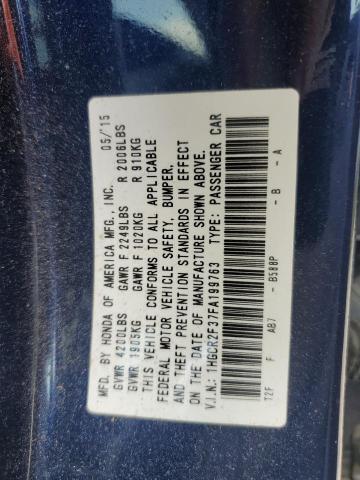 MFD. BY HONDA OF AMERICA MFG., INC. 05/'15
GVWR 4200LBS GAWR F 2249LBS R 2006LBS
GVWR 1905KG GAWR F 1020KG R 910KG
THIS VEHICLE CONFORMS TO ALL APPLICABLE
FEDERAL MOTOR VEHICLE SAFETY, BUMPER,
AND THEFT PREVENTION STANDARDS IN EFFECT
ON THE DATE OF MANUFACTURE SHOWN ABOVE.
V.I.N.: 1HGCR2F37FA199763 TYPE: PASSENGER CAR
T2F F AB7 - B588P - B - A